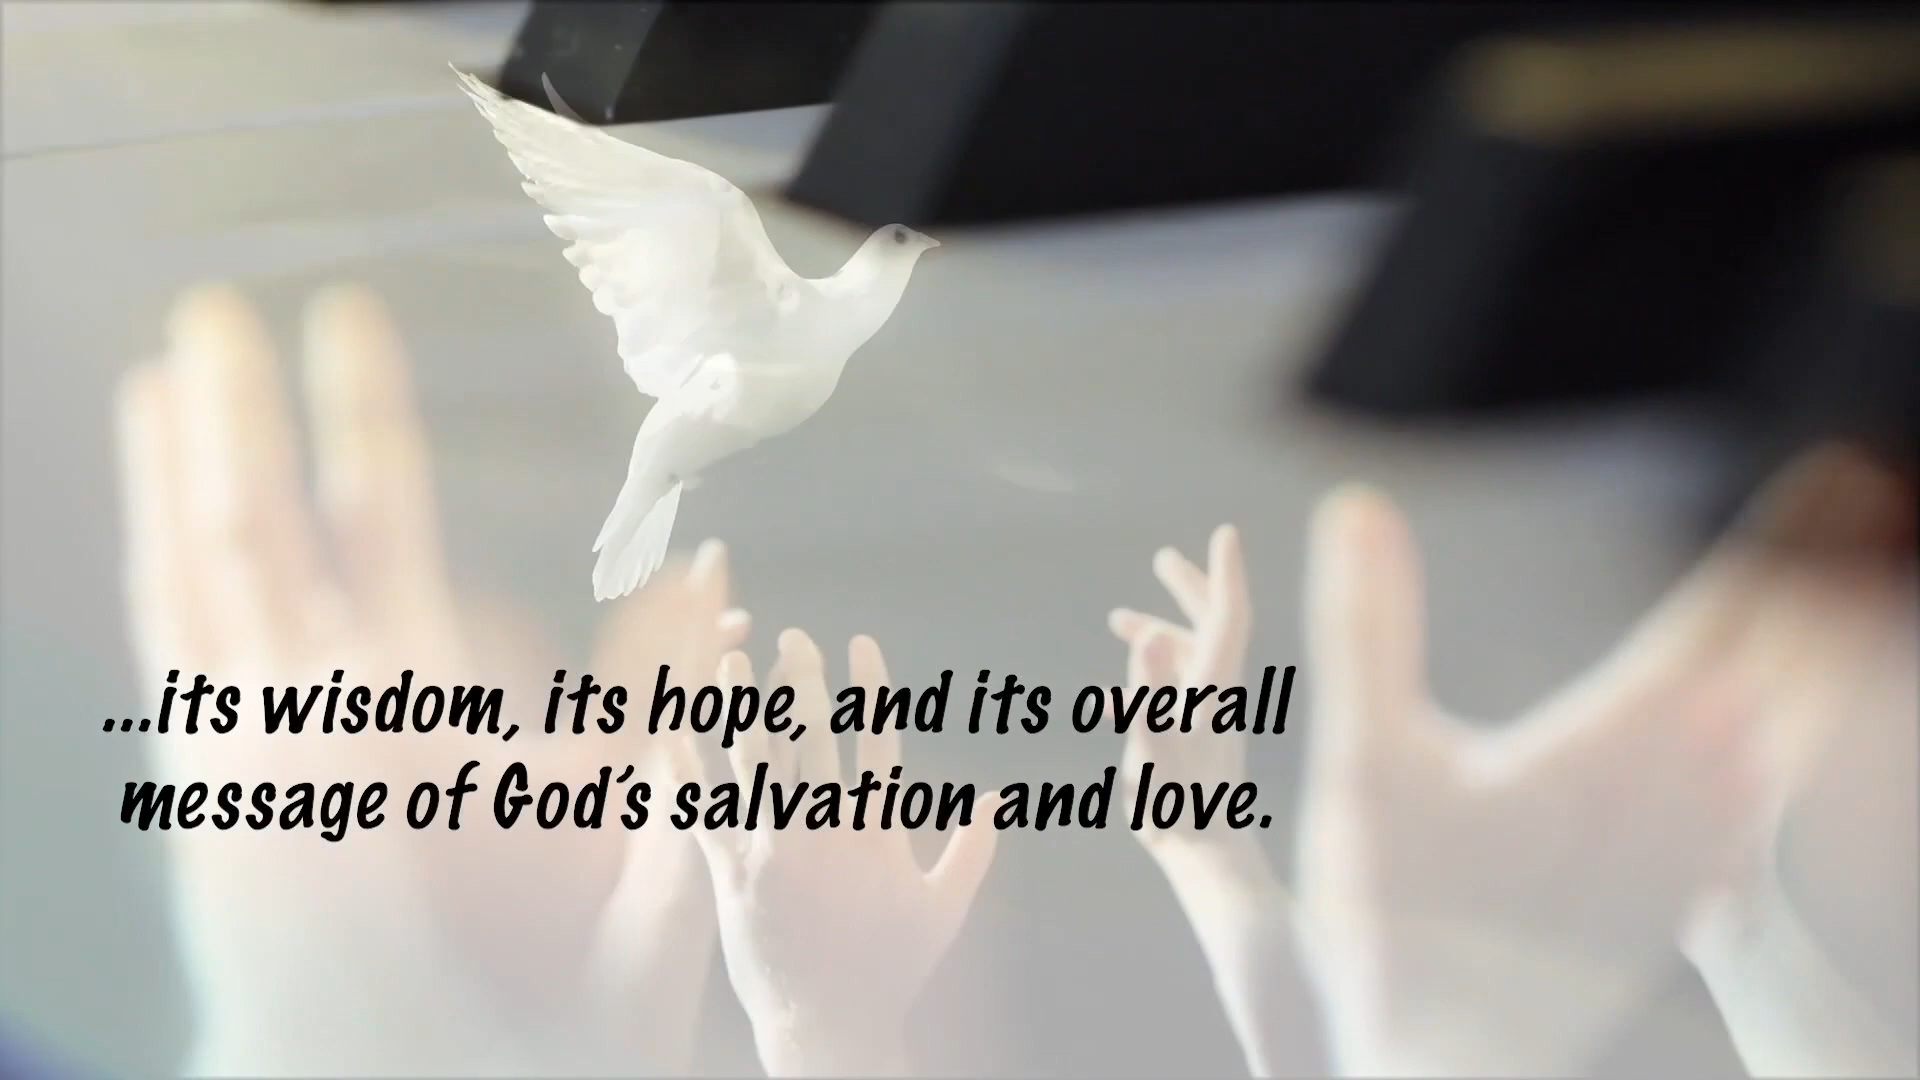 ...its wisdom, its hope, and its overall
message of God's salvation and love.